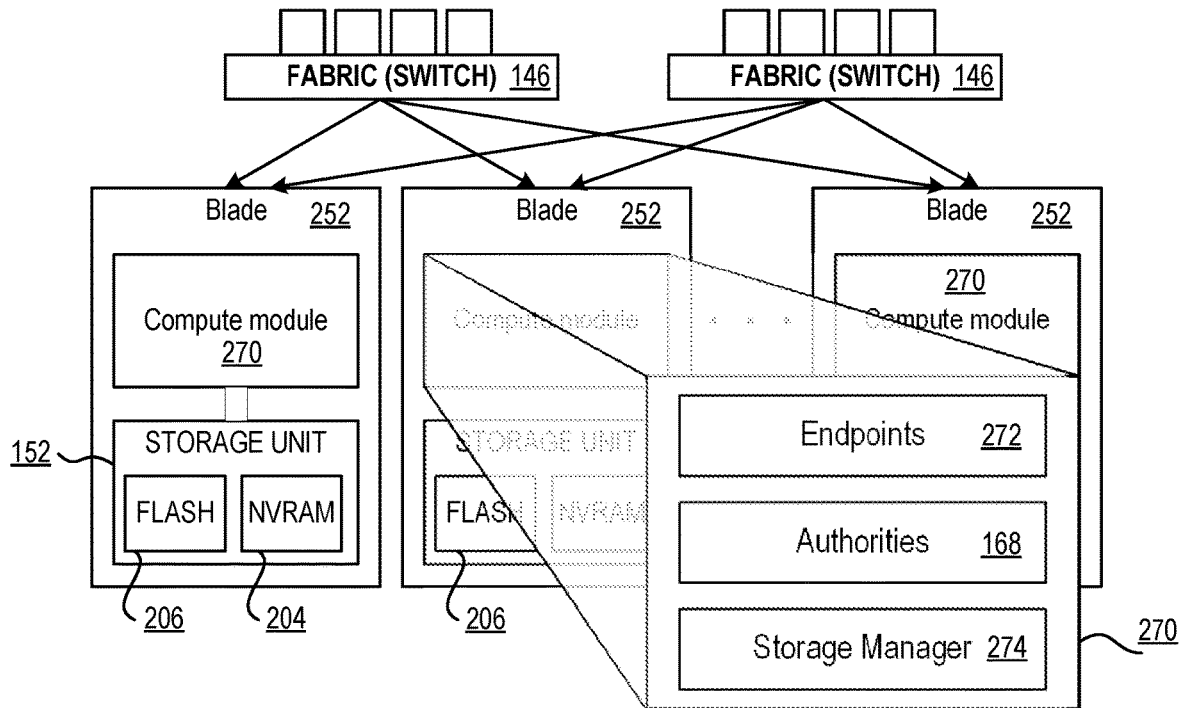 FABRIC (SWITCH) 146
FABRIC (SWITCH) 146
Blade 252
Blade 252
Blade 252
270
Compute module
270
Compute module
. . .
Compute module
152
STORAGE UNIT
FLASH
NVRAM
206
204
STORAGE UNIT
FLASH
NVRAM
206
Endpoints 272
Authorities 168
Storage Manager 274
270